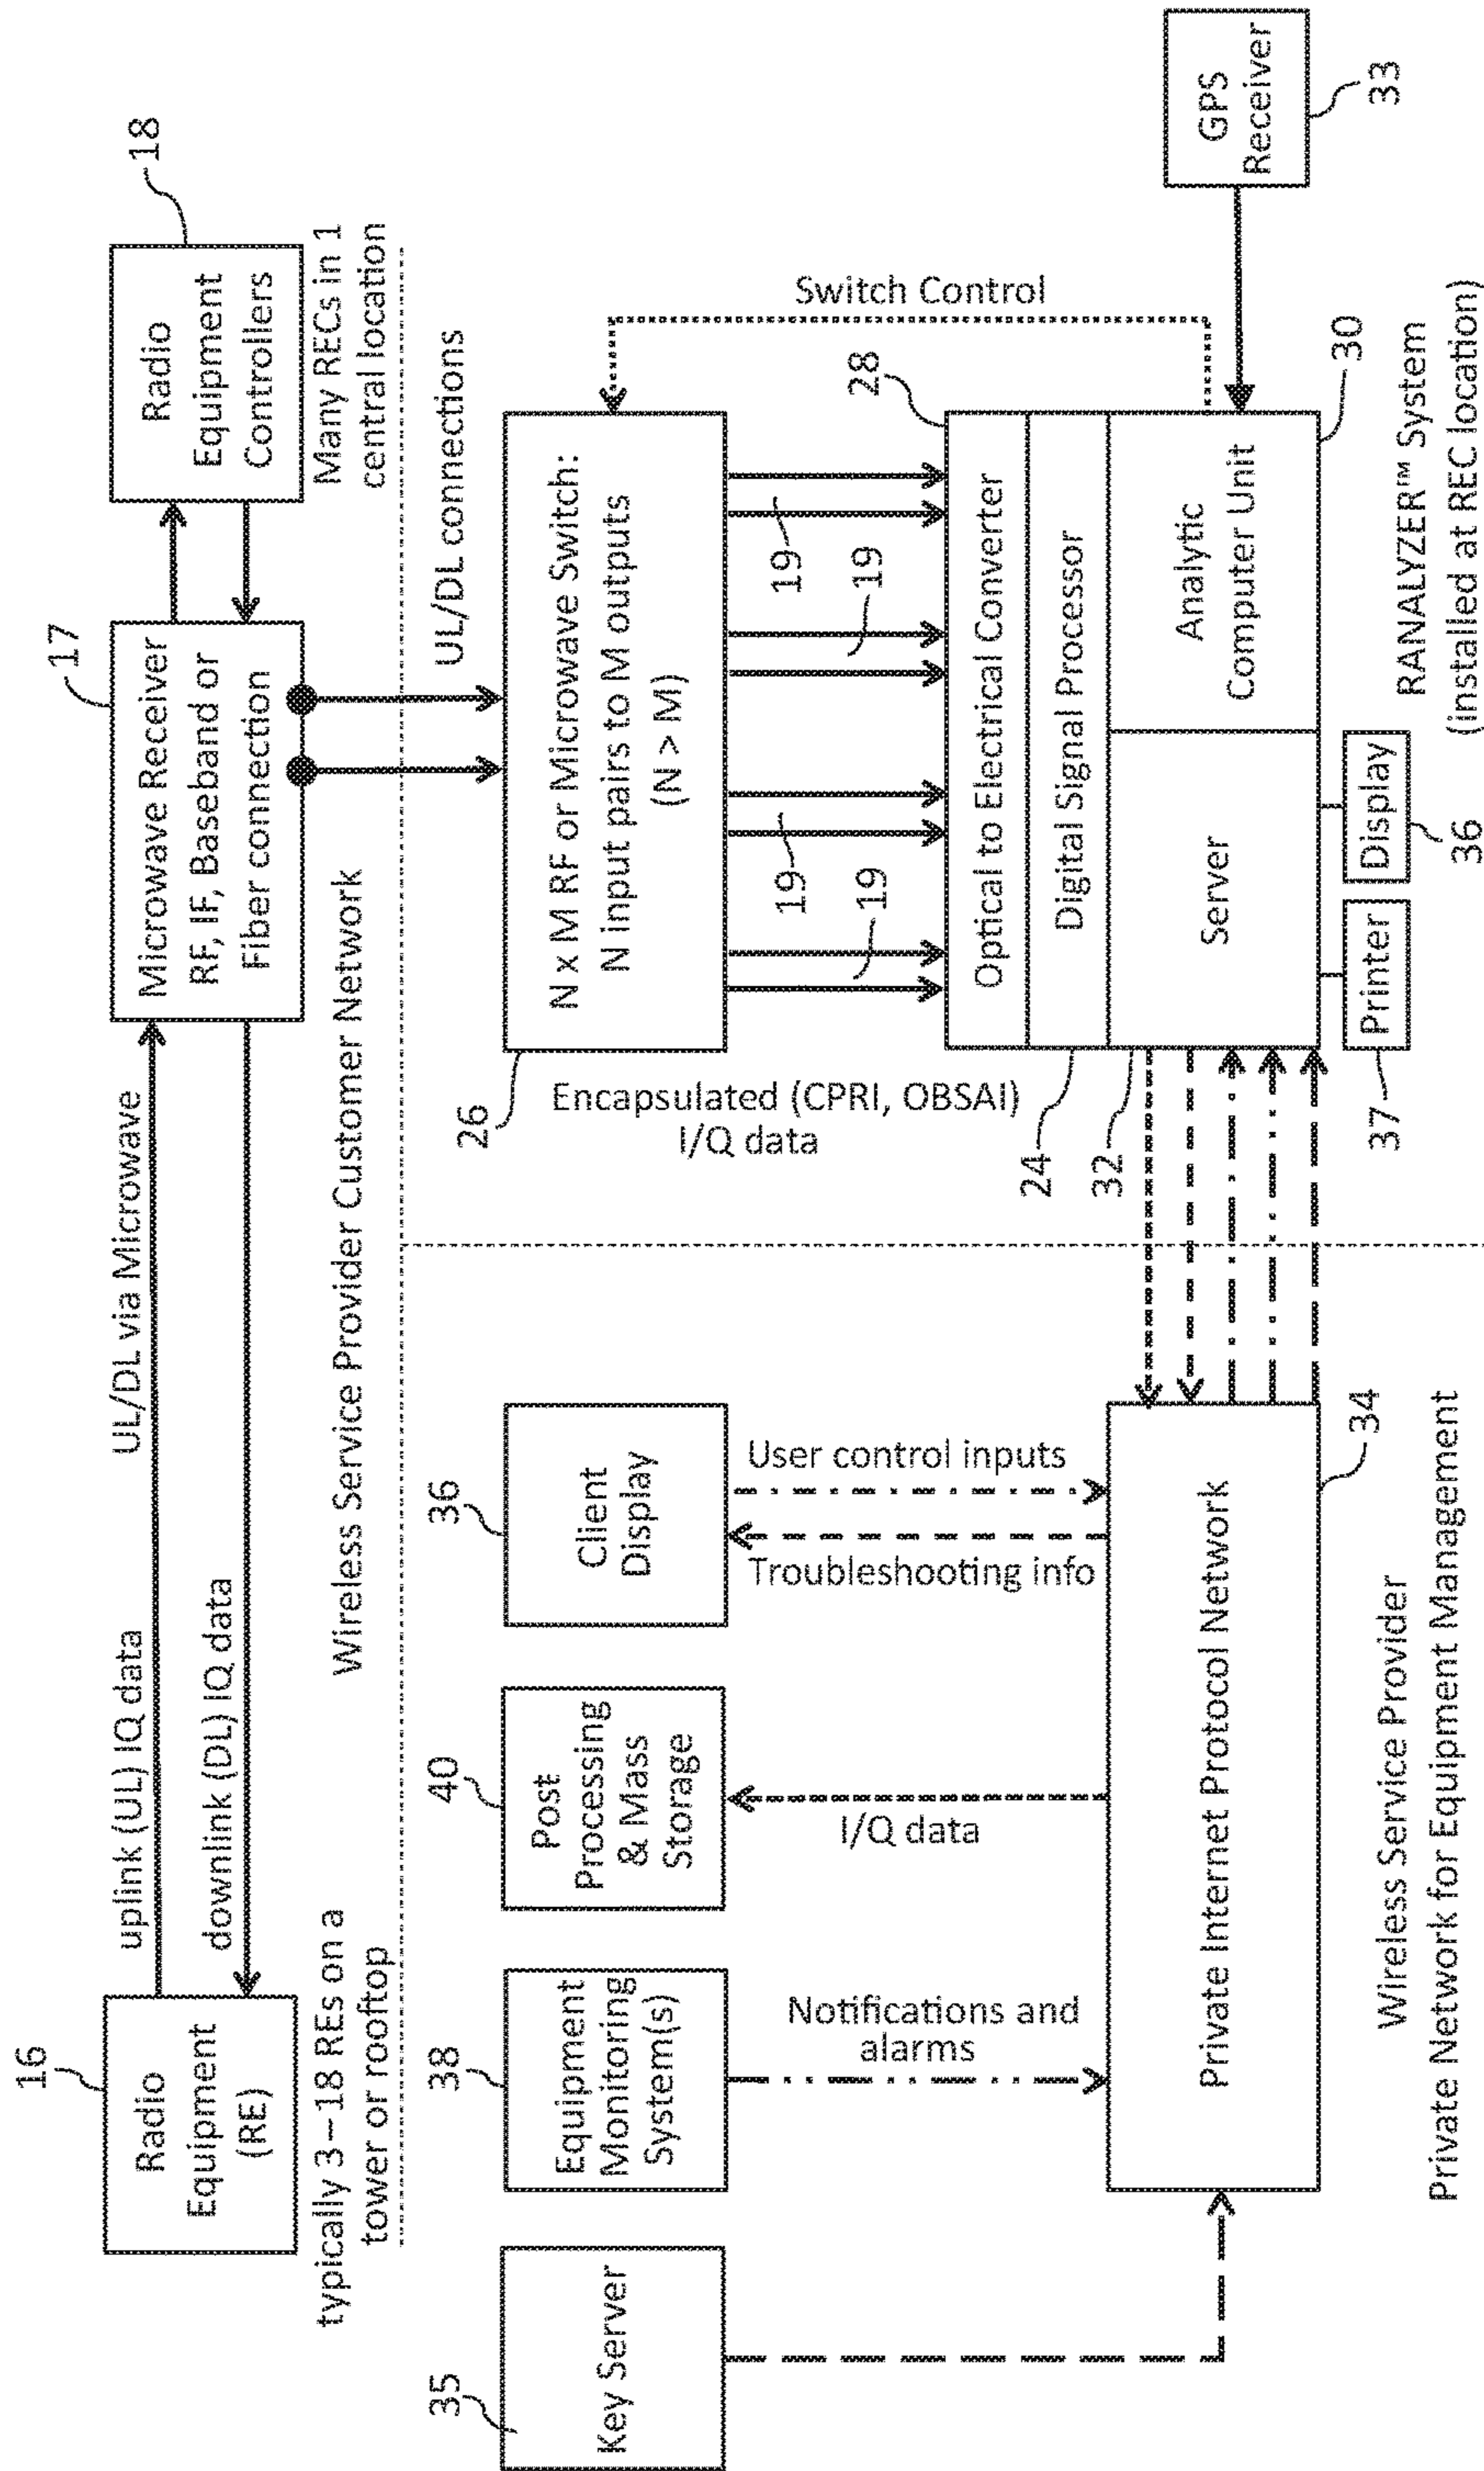 16
Radio
Equipment
(RE)
typically 3–18 REs on a
tower or rooftop
uplink (UL) IQ data
UL/DL via Microwave
downlink (DL) IQ data
17
Microwave Receiver
RF, IF, Baseband or
Fiber connection
18
Radio
Equipment
Controllers
Many RECs in 1
central location
Wireless Service Provider Customer Network
UL/DL connections
35
Key Server
38
Equipment
Monitoring
System(s)
Notifications and
alarms
40
Post
Processing
& Mass
Storage
I/Q data
36
Client
Display
User control inputs
Troubleshooting info
26
N x M RF or Microwave Switch:
N input pairs to M outputs
(N > M)
Switch Control
Encapsulated (CPRI, OBSAI)
I/Q data
19
19
19
19
28
Optical to Electrical Converter
24
Digital Signal Processor
32
Server
Analytic
Computer Unit
30
GPS
Receiver
33
37
Printer
Display
36
RANALYZER™ System
(installed at REC location)
Private Internet Protocol Network
34
Wireless Service Provider
Private Network for Equipment Management